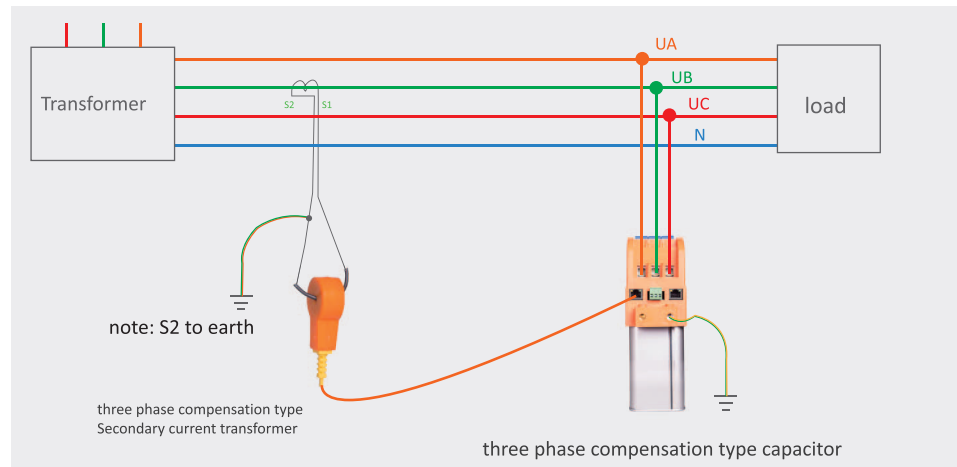 UA
UB
Transformer
S2
S1
UC
load
N
note: S2 to earth
three phase compensation type
Secondary current transformer
three phase compensation type capacitor